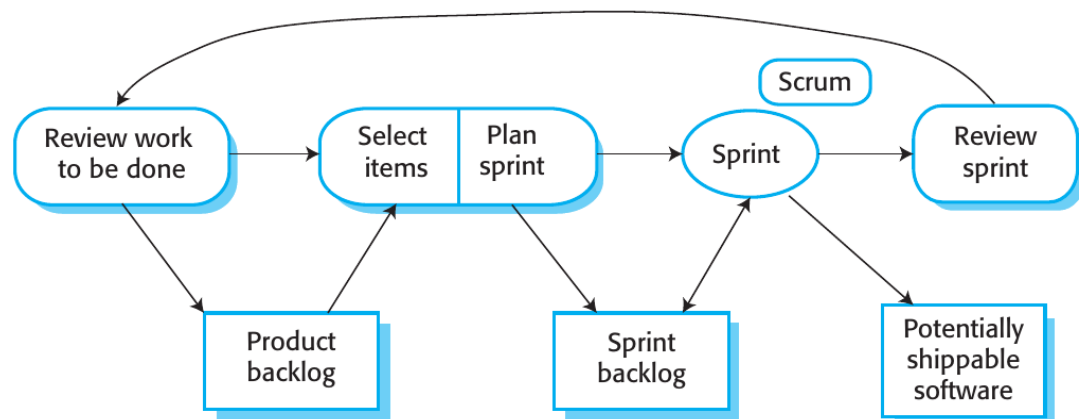 Scrum
Review work
to be done
Select
items
Plan
sprint
Sprint
Review
sprint
Product
backlog
Sprint
backlog
Potentially
shippable
software